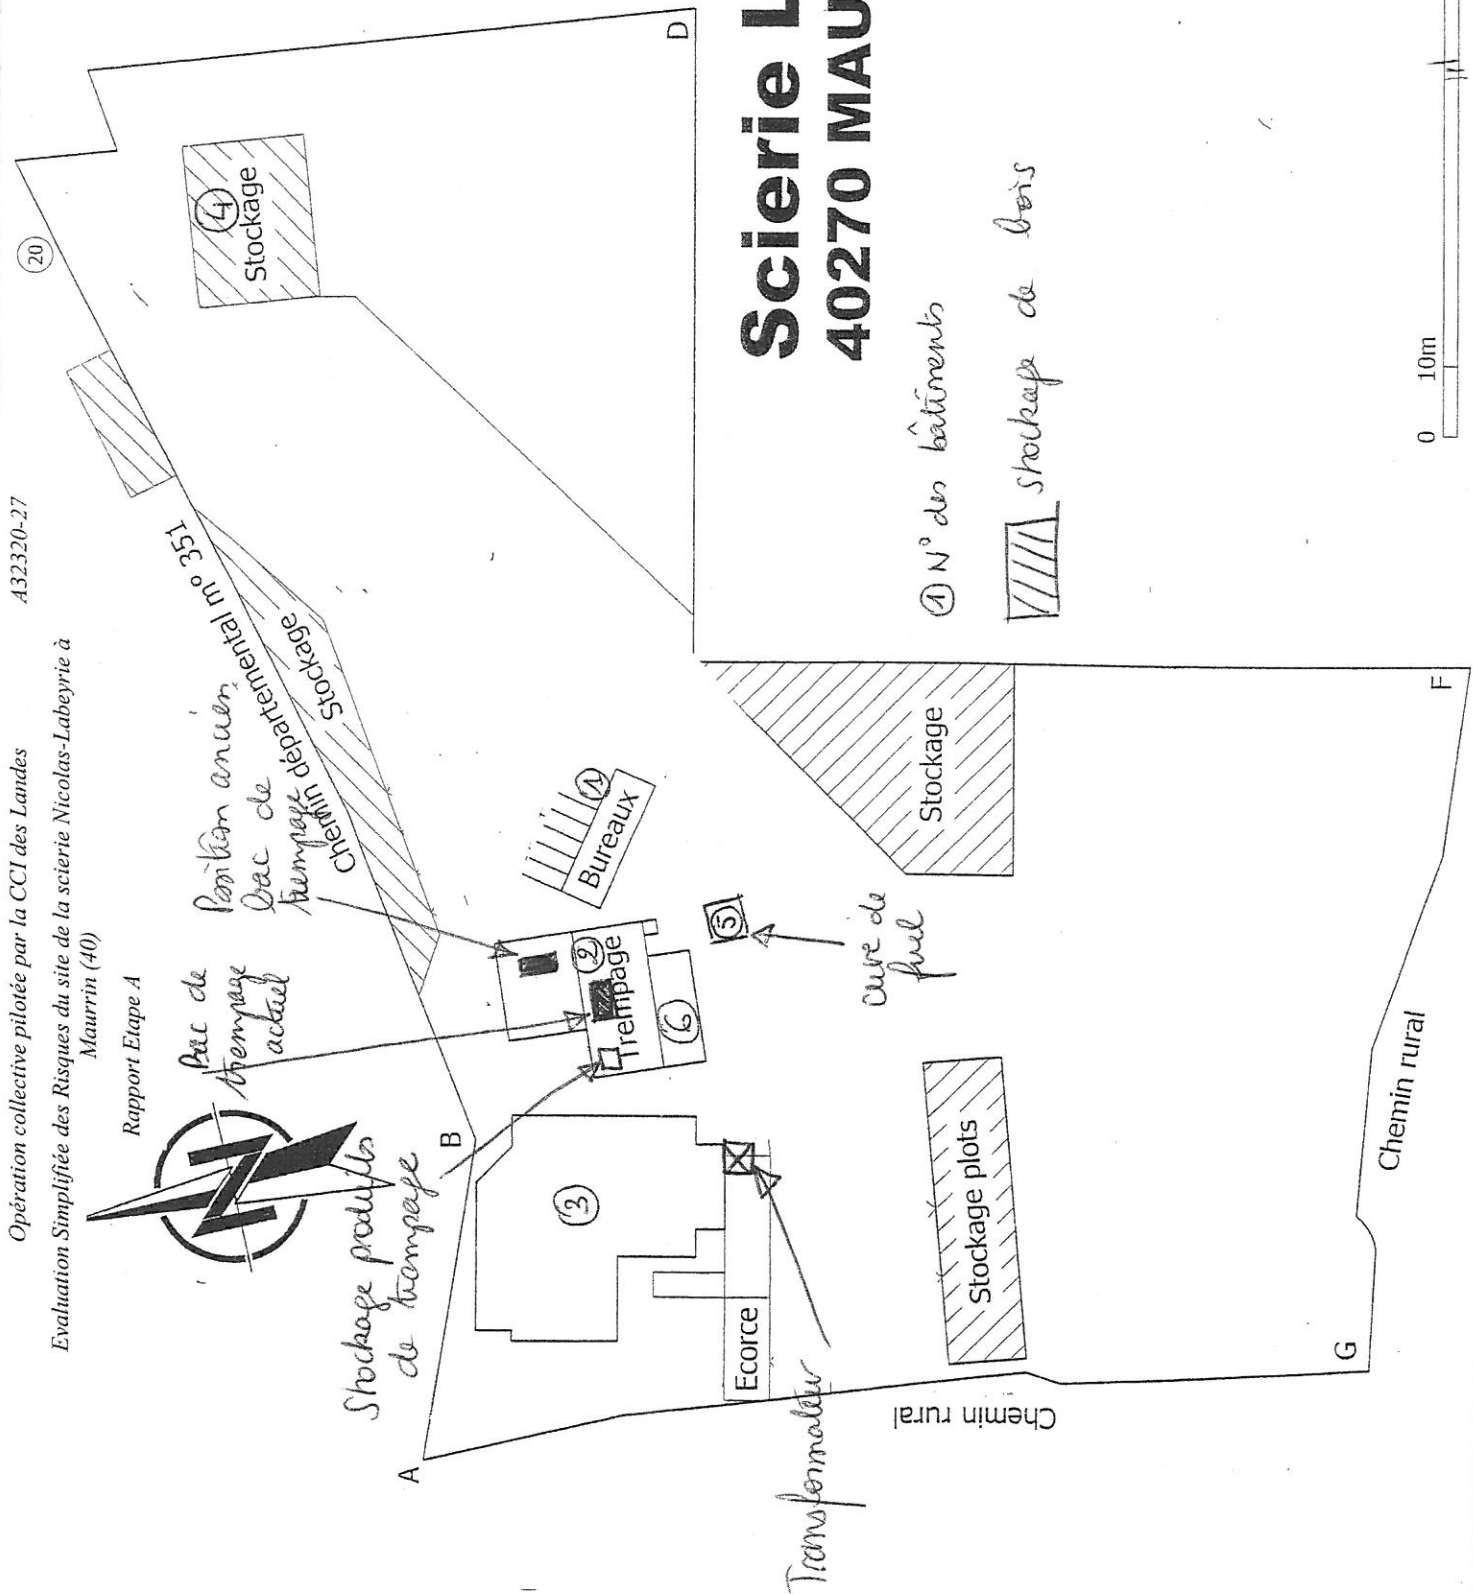 Opération collective pilotée par la CCI des Landes
A32320-27
Evaluation Simplifiée des Risques du site de la scierie Nicolas-Labeyrie à
Maurrin (40)
Rapport Etape A
Bac de
trempage
actuel
Position ancien
bac de
trempage
Chemin départemental mº 351
20
Stockage
4
Stockage
D
Stockage produits
de trempage
B
A
3
2
Trempage
6
1
Bureaux
5
cuve de
fuel
Ecorce
Transformateur
Chemin rural
Stockage plots
Stockage
G
F
Chemin rural
Scierie L
40270 MAU
1 N° des bâtiments
stockage de bois
0
10m